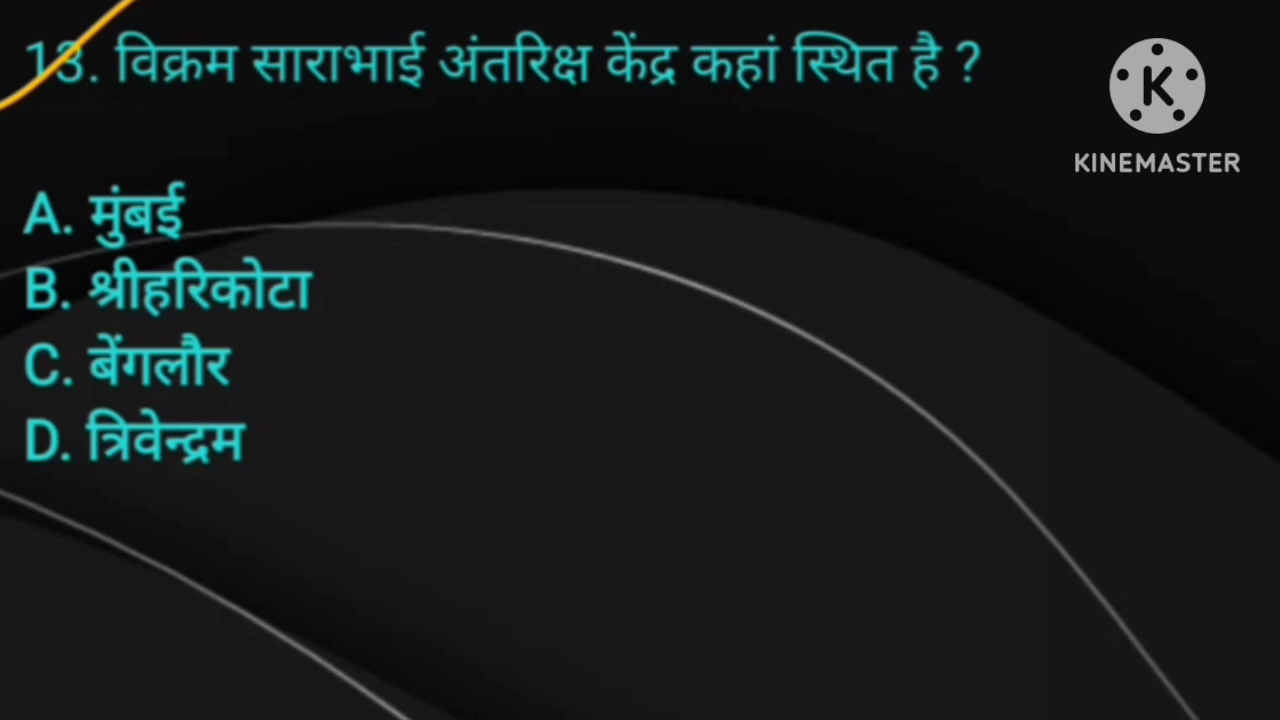 13. विक्रम साराभाई अंतरिक्ष केंद्र कहां स्थित है ?
KINEMASTER
A. मुंबई
B. श्रीहरिकोटा
C. बेंगलौर
D. त्रिवेन्द्रम